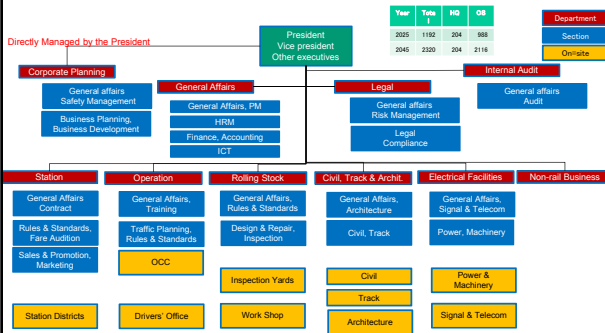 Year Tota l HQ OS
2025 1192 204 988
2045 2320 204 2116
Department
Section
On=site
Directly Managed by the President
President
Vice president
Other executives
Corporate Planning
General affairs
Safety Management
Business Planning,
Business Development
General Affairs
General Affairs, PM
HRM
Finance, Accounting
ICT
Legal
General affairs
Risk Management
Legal
Compliance
Internal Audit
General affairs
Audit
Station
General Affairs
Contract
Rules & Standards,
Fare Audition
Sales & Promotion,
Marketing
Station Districts
Operation
General Affairs,
Training
Traffic Planning,
Rules & Standards
OCC
Drivers' Office
Rolling Stock
General Affairs,
Rules & Standards
Design & Repair,
Inspection
Inspection Yards
Work Shop
Civil, Track & Archit.
General Affairs,
Architecture
Civil, Track
Civil
Track
Architecture
Electrical Facilities
General Affairs,
Signal & Telecom
Power, Machinery
Power &
Machinery
Signal & Telecom
Non-rail Business